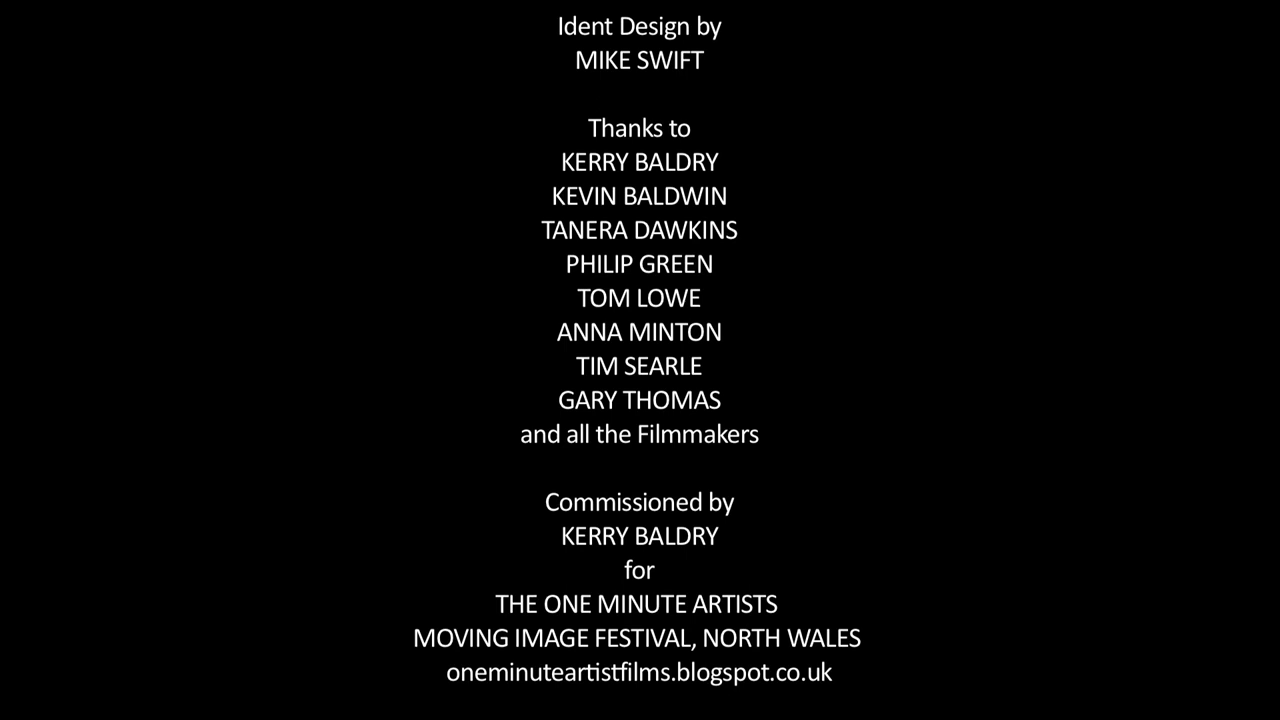 Ident Design by
MIKE SWIFT
Thanks to
KERRY BALDRY
KEVIN BALDWIN
TANERA DAWKINS
PHILIP GREEN
TOM LOWE
ANNA MINTON
TIM SEARLE
GARY THOMAS
and all the Filmmakers
Commissioned by
KERRY BALDRY
for
THE ONE MINUTE ARTISTS
MOVING IMAGE FESTIVAL, NORTH WALES
oneminuteartistfilms.blogspot.co.uk